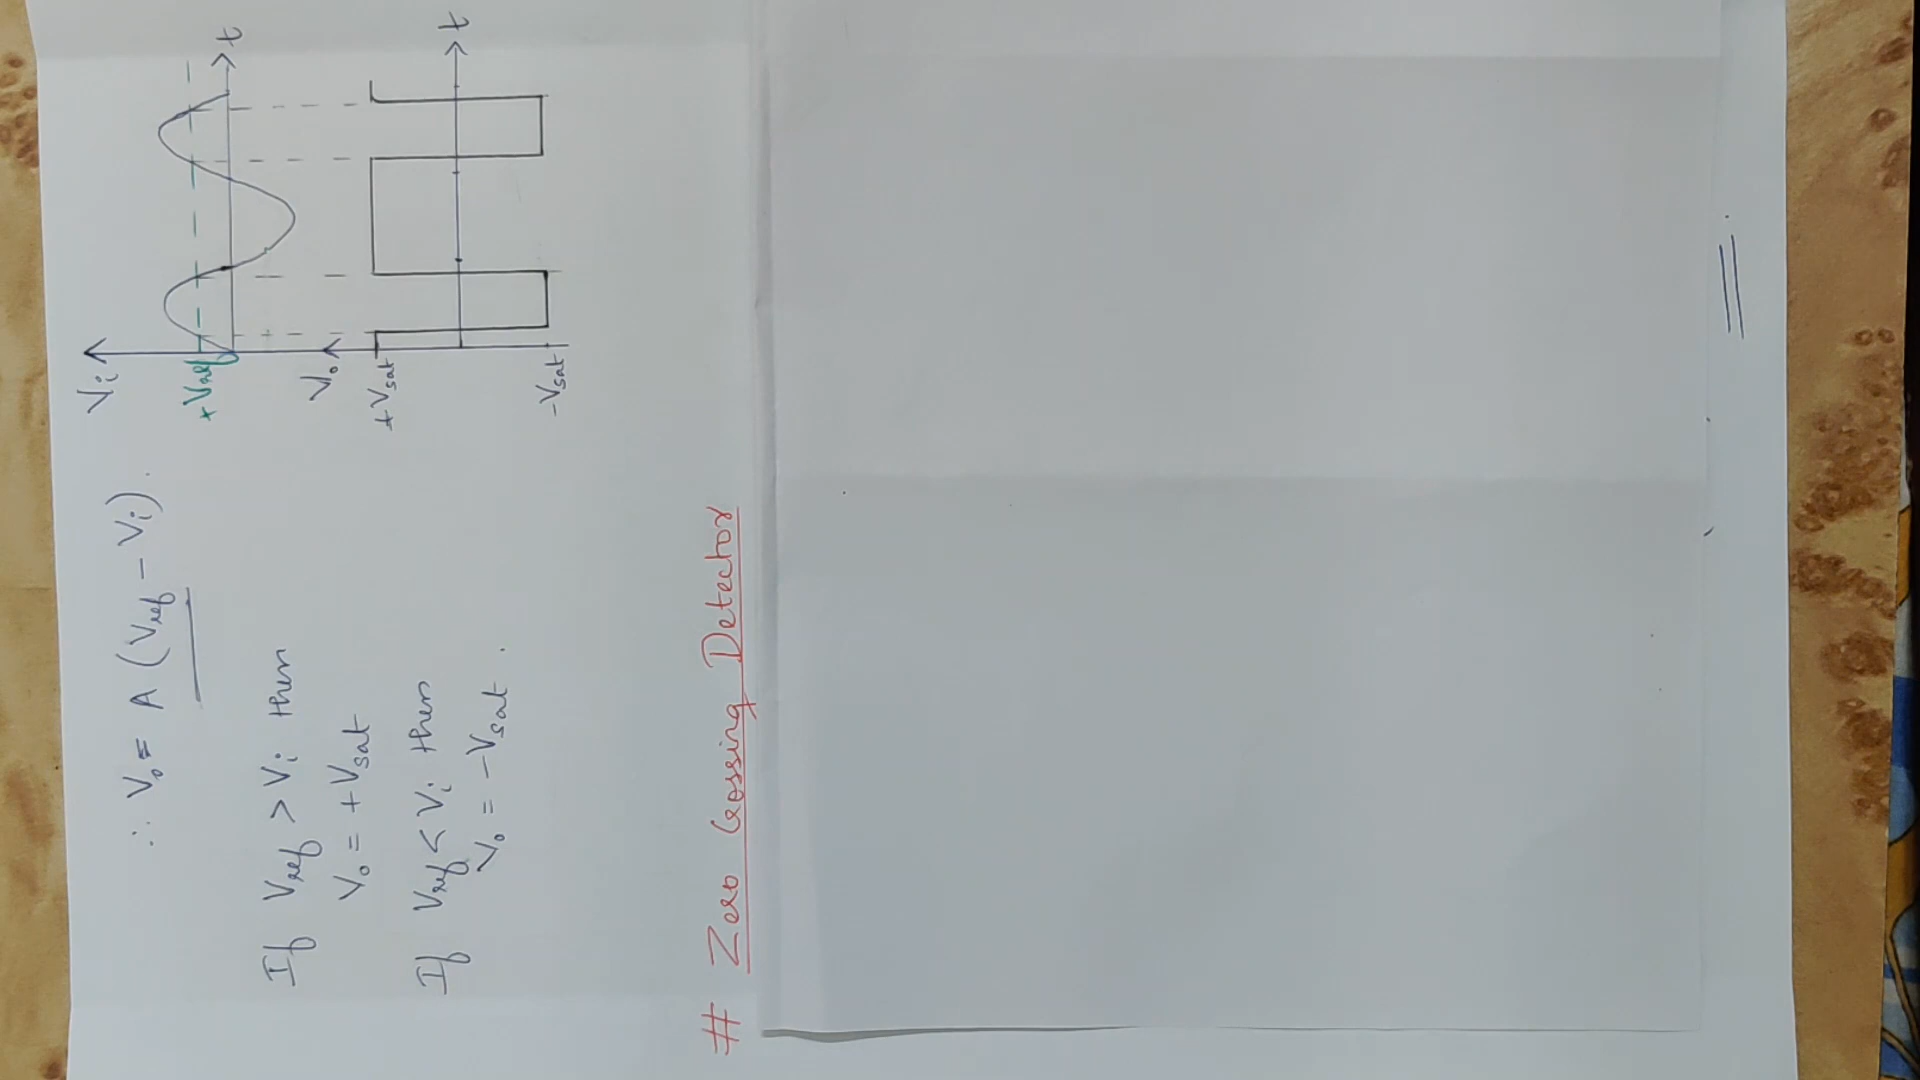 ∴ V₀ = A (Vref – Vi).
If Vref > Vi then
V₀ = + Vsat
If Vref < Vi then
V₀ = – Vsat.
Vi
+ Vref
t
V₀
+ Vsat
t
- Vsat
# Zero Crossing Detector